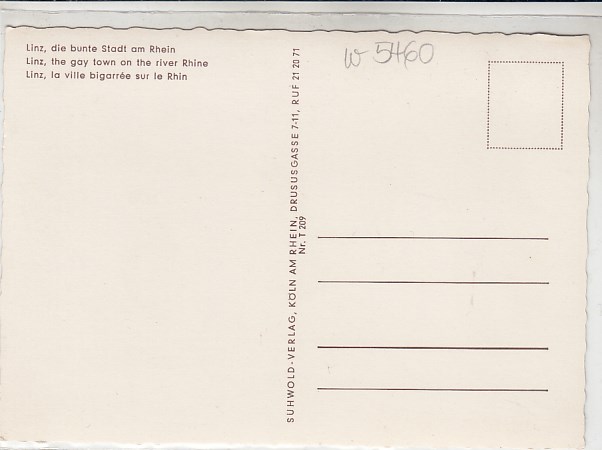 Linz, die bunte Stadt am Rhein
Linz, the gay town on the river Rhine
Linz, la ville bigarrée sur le Rhin
W 5460
SUHWOLD-VERLAG, KÖLN AM RHEIN, DRUSUSGASSE 7-11, RUF 21 20 71
Nr. T 209